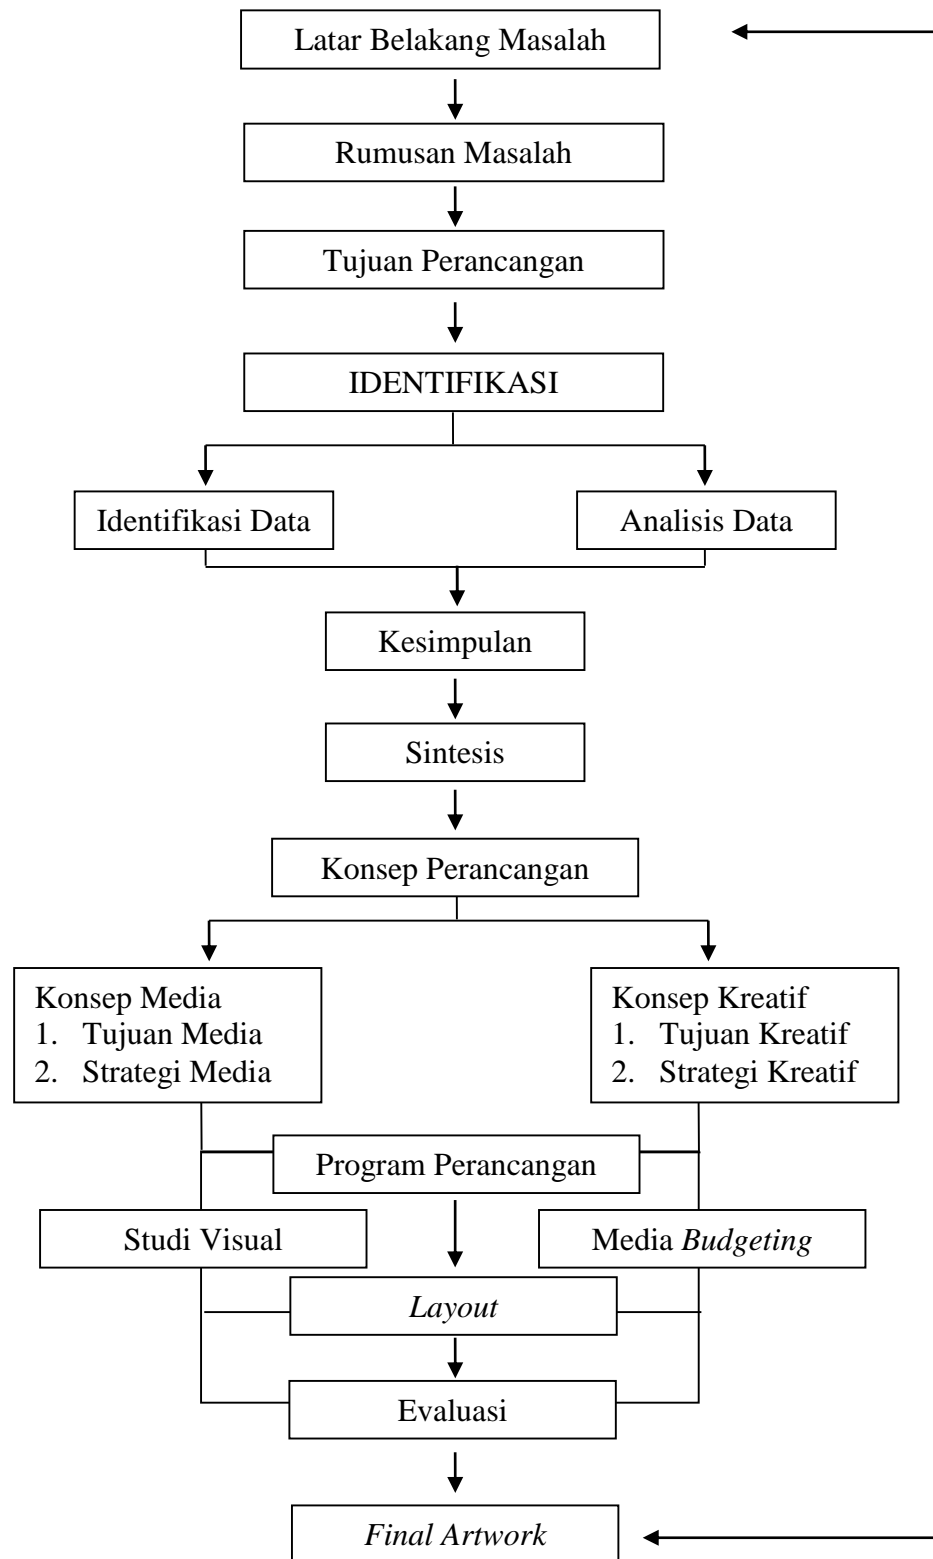 Latar Belakang Masalah
Rumusan Masalah
Tujuan Perancangan
IDENTIFIKASI
Identifikasi Data
Analisis Data
Kesimpulan
Sintesis
Konsep Perancangan
Konsep Media
1. Tujuan Media
2. Strategi Media
Konsep Kreatif
1. Tujuan Kreatif
2. Strategi Kreatif
Program Perancangan
Studi Visual
Media Budgeting
Layout
Evaluasi
Final Artwork